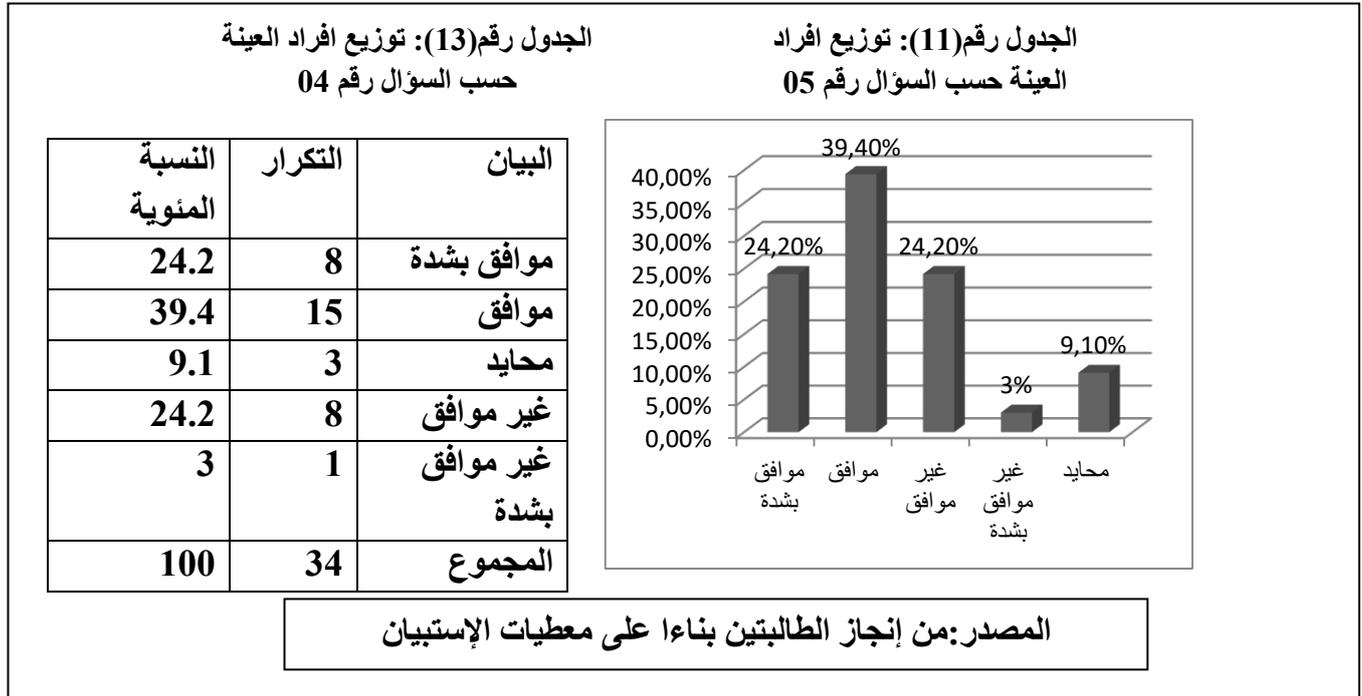 الجدول رقم(11): توزيع افراد
العينة حسب السؤال رقم 05
الجدول رقم(13): توزيع افراد العينة
حسب السؤال رقم 04
39,40%
40,00%
35,00%
30,00%
24,20%
24,20%
25,00%
20,00%
15,00%
9,10%
10,00%
3%
5,00%
0,00%
موافق
بشدة
موافق
غير
موافق
غير
موافق
بشدة
محايد
البيان التكرار النسبة
المئوية
موافق بشدة 8 24.2
موافق 15 39.4
محايد 3 9.1
غير موافق 8 24.2
غير موافق 1 3
بشدة
المجموع 34 100
المصدر:من إنجاز الطالبتين بناءا على معطيات الإستبيان